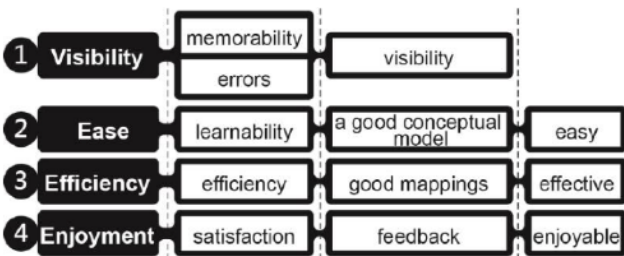 1 Visibility memorability errors visibility
2 Ease learnability a good conceptual model easy
3 Efficiency efficiency good mappings effective
4 Enjoyment satisfaction feedback enjoyable